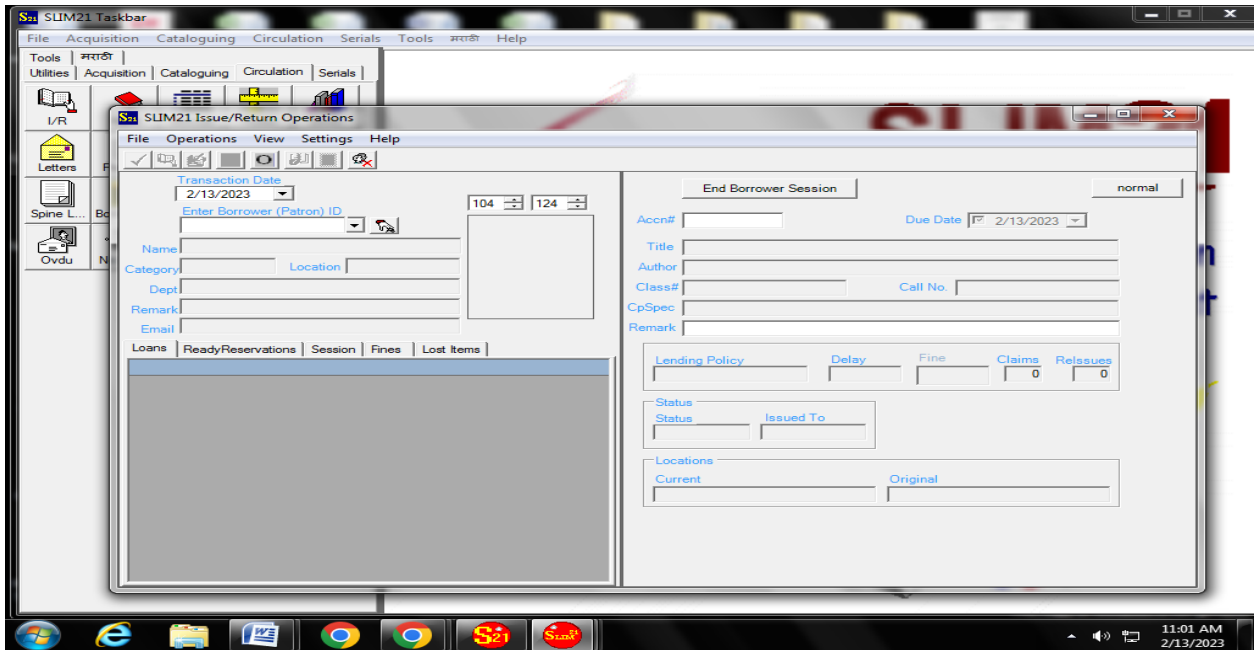 S21 SLIM21 Taskbar
File Acquisition Cataloguing Circulation Serials Tools मराठी Help
Tools मराठी
Utilities Acquisition Cataloguing Circulation Serials
I/R
Letters
Spine L...
Ovdu
S21 SLIM21 Issue/Return Operations
File Operations View Settings Help
Transaction Date
2/13/2023
Enter Borrower (Patron) ID
104 124
Name
Category Location
Dept
Remark
Email
Loans ReadyReservations Session Fines Lost Items
End Borrower Session normal
Accn# Due Date 2/13/2023
Title
Author
Class# Call No.
CpSpec
Remark
Lending Policy Delay Fine Claims ReIssues
0 0
Status
Status Issued To
Locations
Current Original
S21 SLIM21
11:01 AM
2/13/2023